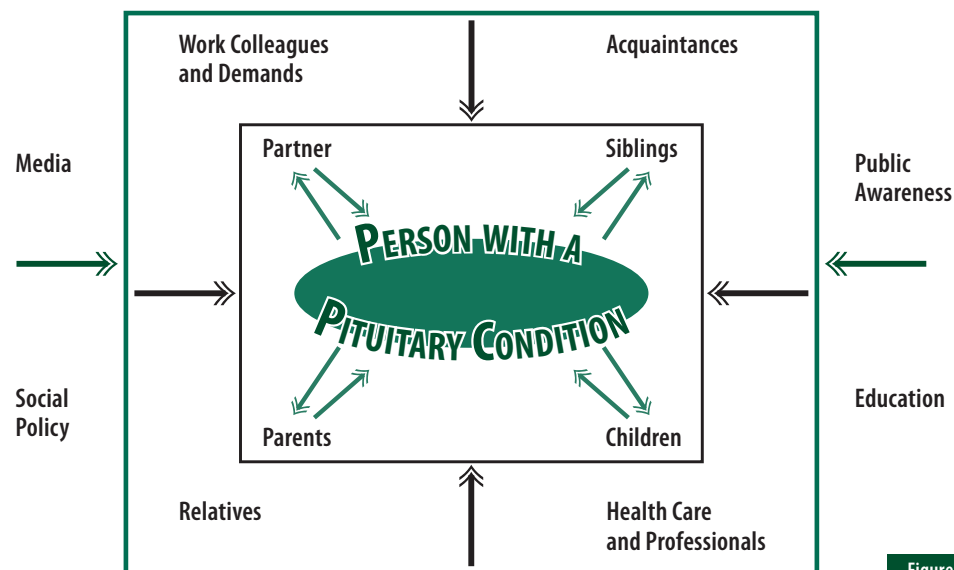 Work Colleagues
and Demands
Acquaintances
Partner
Siblings
Media
Public
Awareness
PERSON WITH A
PITUITARY CONDITION
Social
Policy
Education
Parents
Children
Relatives
Health Care
and Professionals
Figure